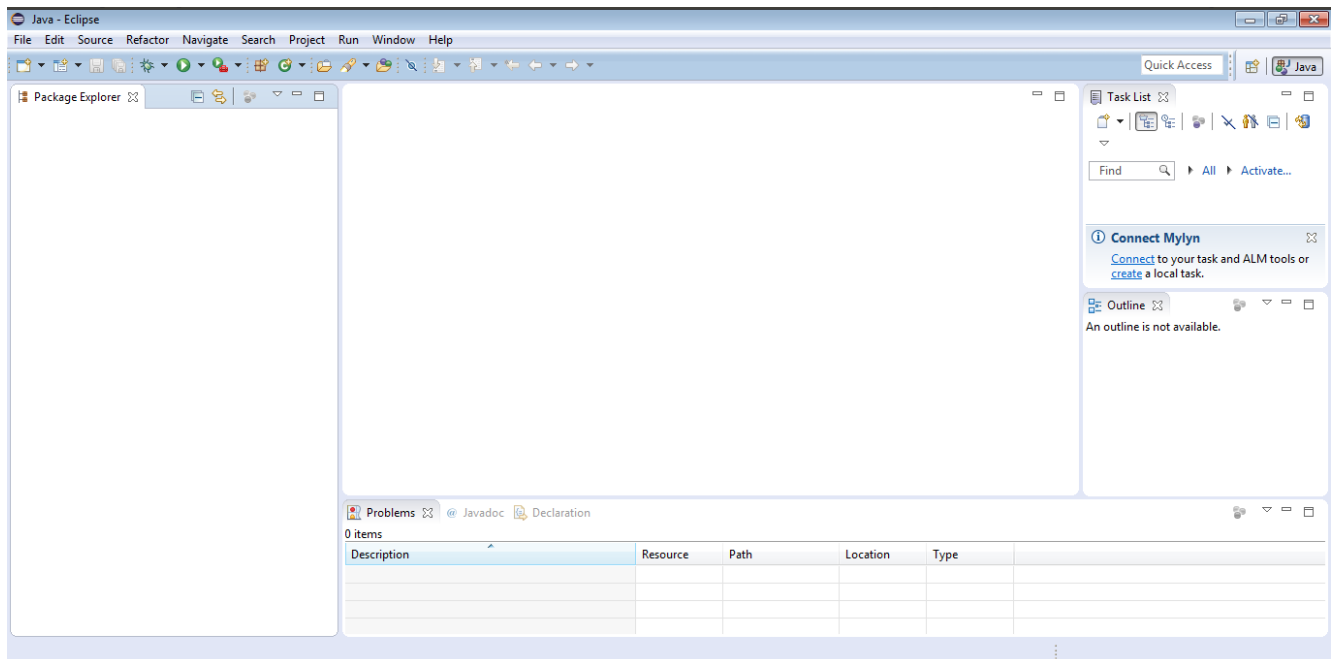 Java - Eclipse
File Edit Source Refactor Navigate Search Project Run Window Help
Quick Access
Java
Package Explorer
Task List
Find
All
Activate...
Connect Mylyn
Connect to your task and ALM tools or
create a local task.
Outline
An outline is not available.
Problems @ Javadoc Declaration
0 items
Description Resource Path Location Type